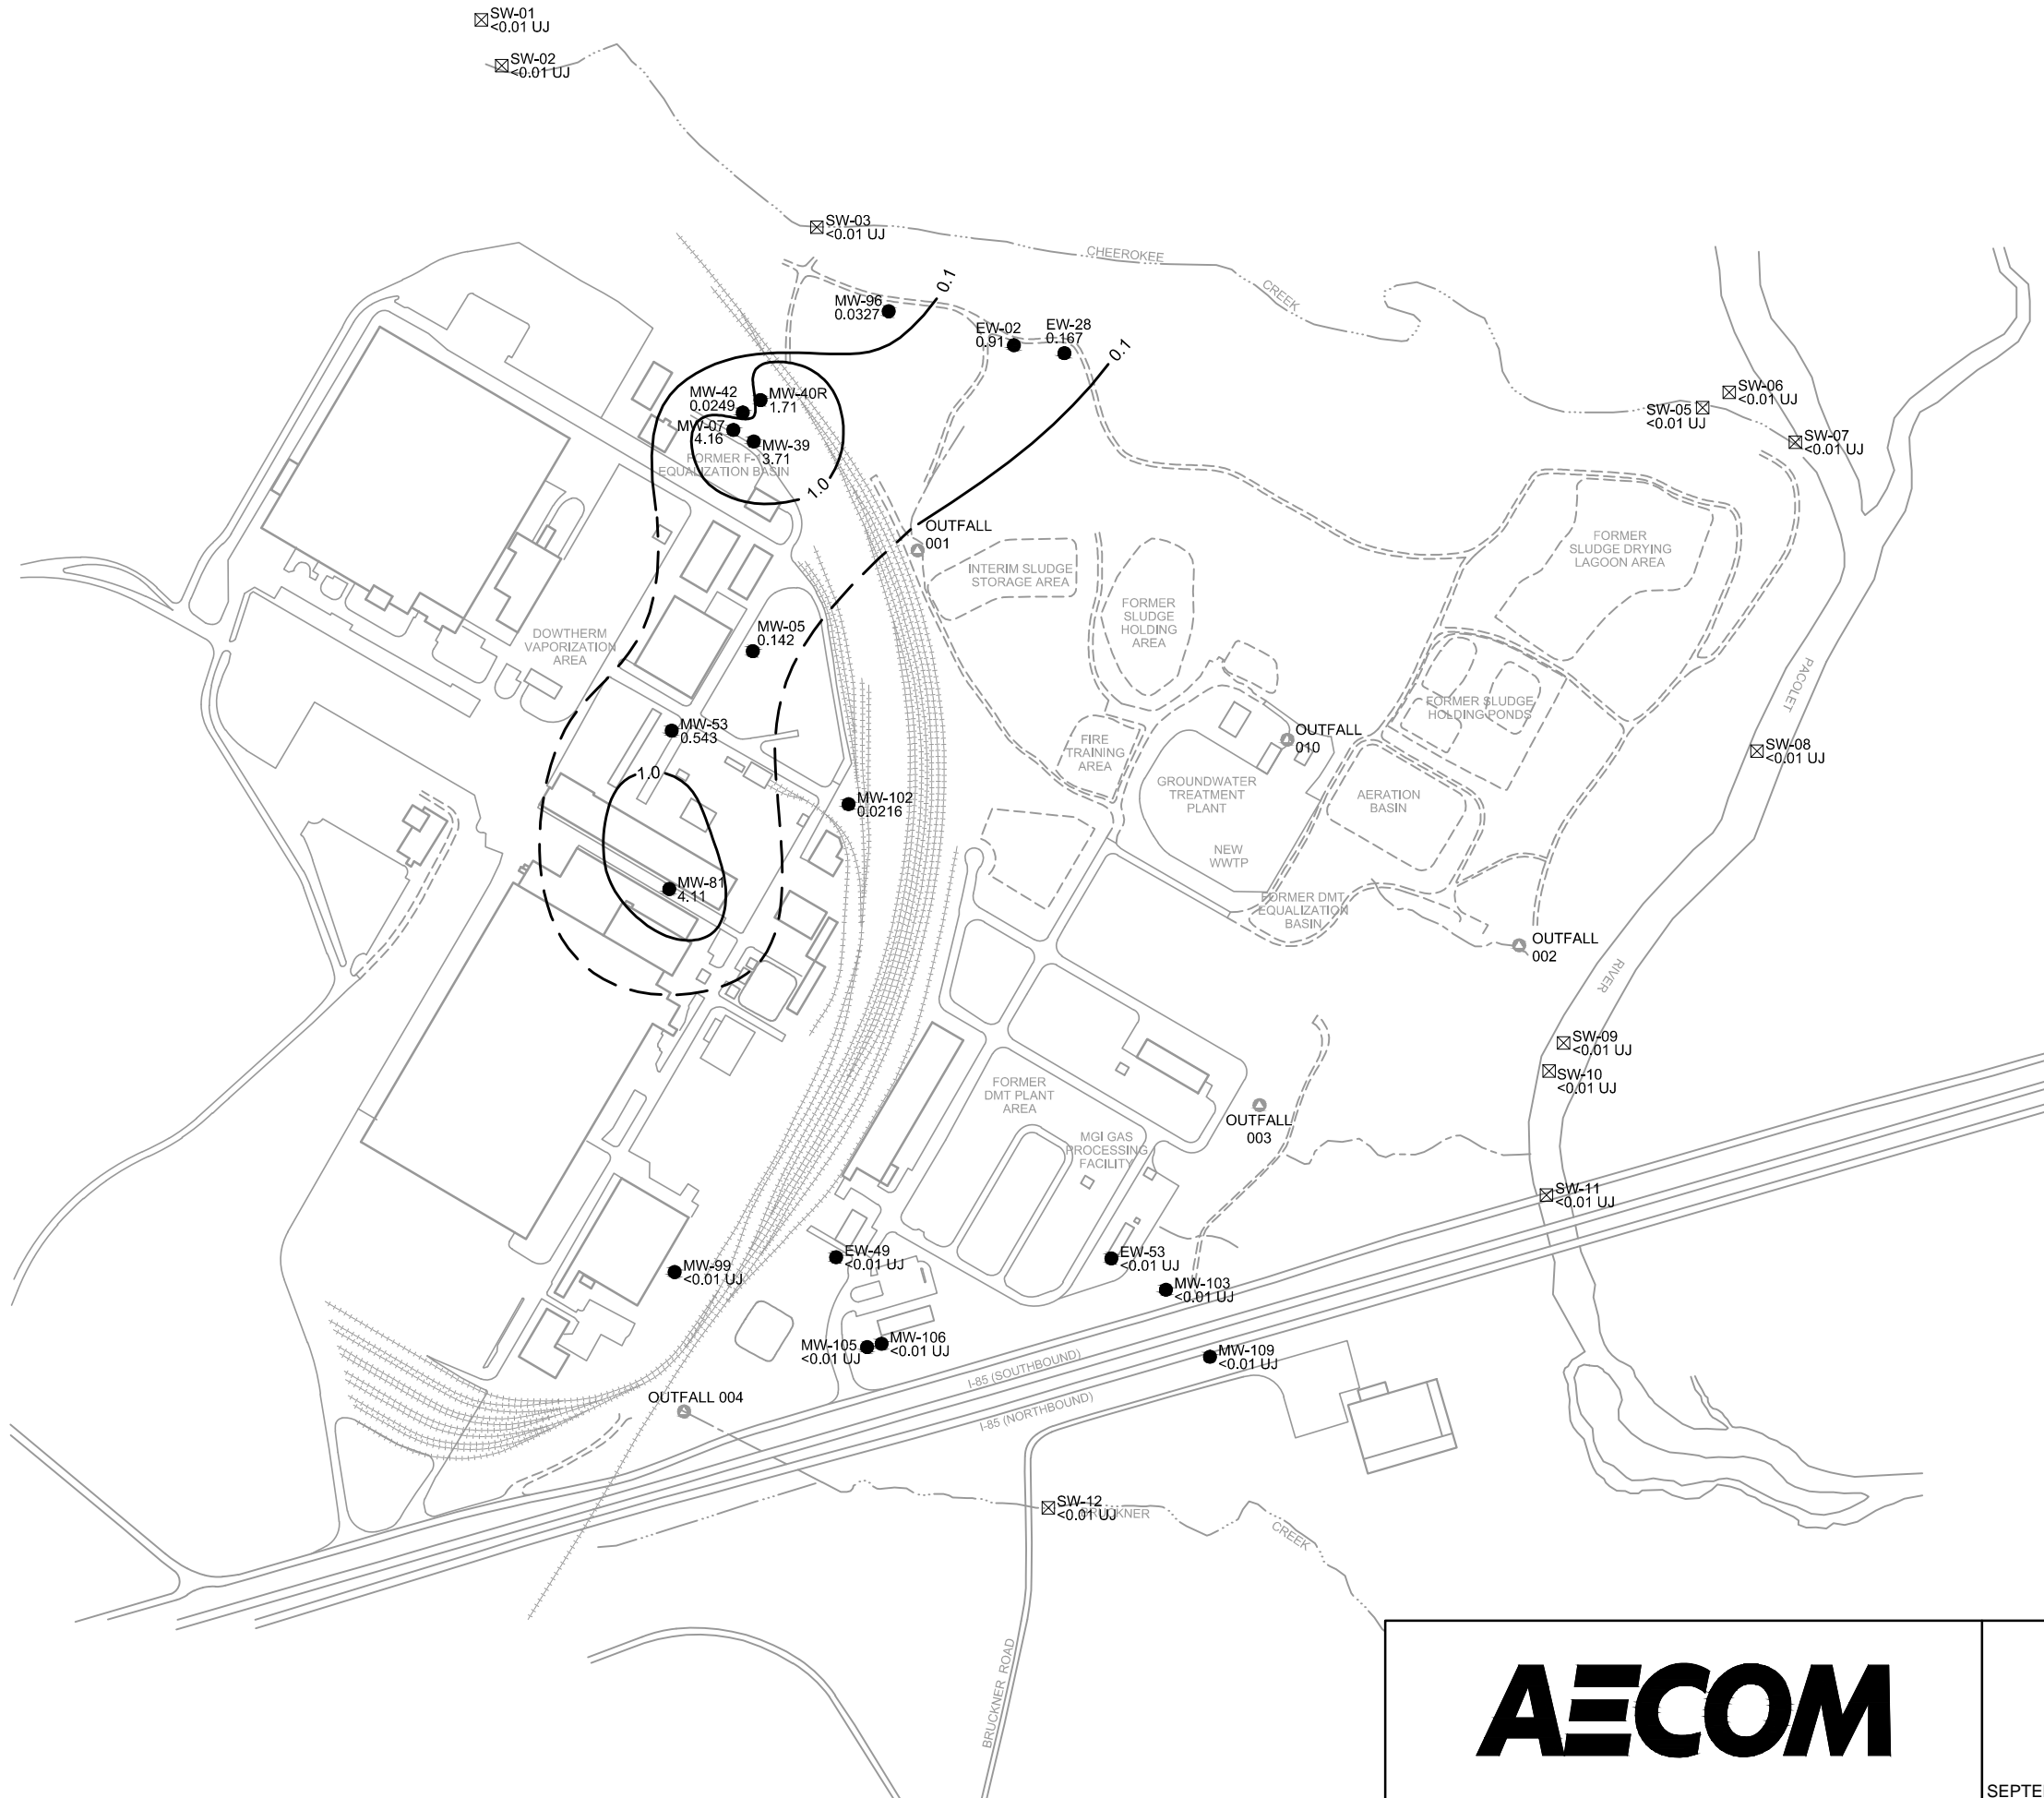 SW-01
<0.01 UJ
SW-02
<0.01 UJ
SW-03
<0.01 UJ
CHEEROKEE
CREEK
0.1
MW-96
0.0327
EW-02
0.91
EW-28
0.167
0.1
SW-06
<0.01 UJ
SW-05
<0.01 UJ
SW-07
<0.01 UJ
MW-42
0.0249
MW-40R
1.71
MW-07
4.16
MW-39
3.71
FORMER F-
EQUALIZATION BASIN
1.0
OUTFALL
001
INTERIM SLUDGE
STORAGE AREA
FORMER
SLUDGE
HOLDING
AREA
FORMER
SLUDGE DRYING
LAGOON AREA
DOWTHERM
VAPORIZATION
AREA
MW-05
0.142
PACOLET
FORMER SLUDGE
HOLDING PONDS
MW-53
0.543
OUTFALL
010
FIRE
TRAINING
AREA
SW-08
<0.01 UJ
1.0
GROUNDWATER
TREATMENT
PLANT
AERATION
BASIN
MW-102
0.0216
NEW
WWTP
MW-81
4.11
FORMER DMT
EQUALIZATION
BASIN
OUTFALL
002
RIVER
SW-09
<0.01 UJ
SW-10
<0.01 UJ
FORMER
DMT PLANT
AREA
OUTFALL
003
MGI GAS
PROCESSING
FACILITY
SW-11
<0.01 UJ
EW-49
<0.01 UJ
EW-53
<0.01 UJ
MW-99
<0.01 UJ
MW-103
<0.01 UJ
MW-105
<0.01 UJ
MW-106
<0.01 UJ
MW-109
<0.01 UJ
I-85 (SOUTHBOUND)
I-85 (NORTHBOUND)
OUTFALL 004
SW-12
<0.01 UJ
BRUCKNER
CREEK
BRUCKNER ROAD
AECOM
SEPTE